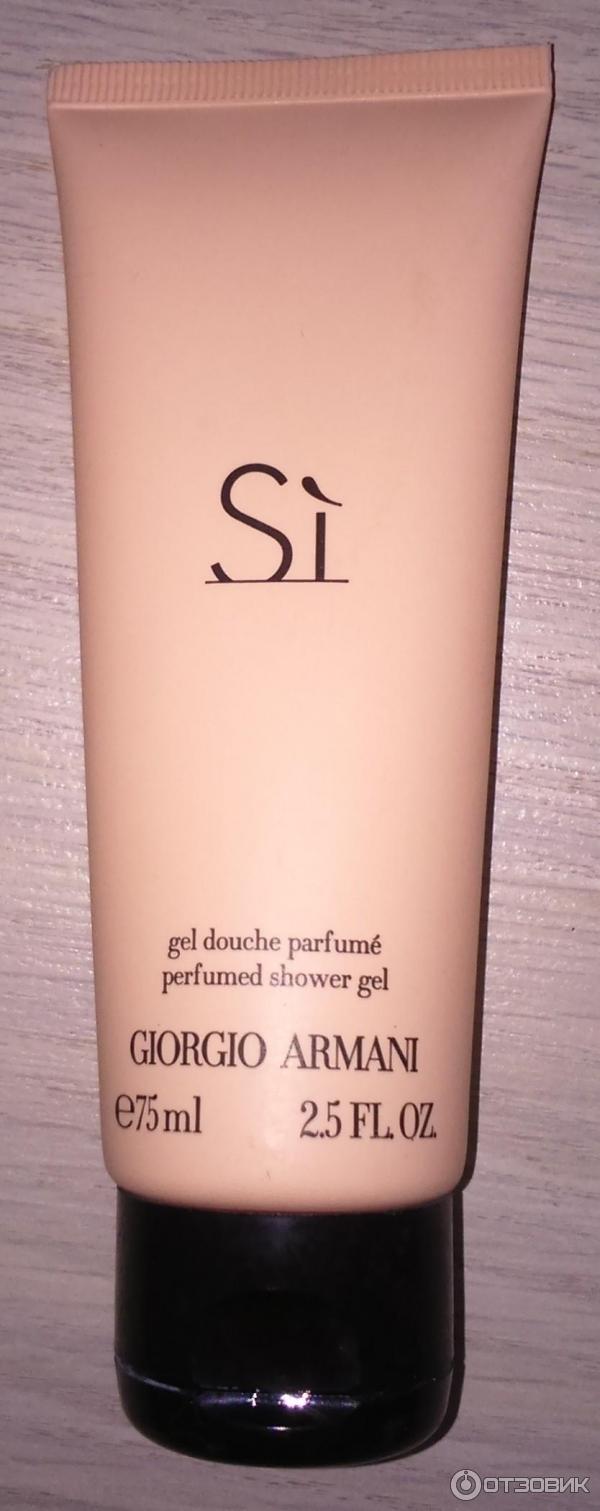 Sì
gel douche parfumé
perfumed shower gel
GIORGIO ARMANI
℮75ml 2.5 FL.OZ.
ОТЗОВИК